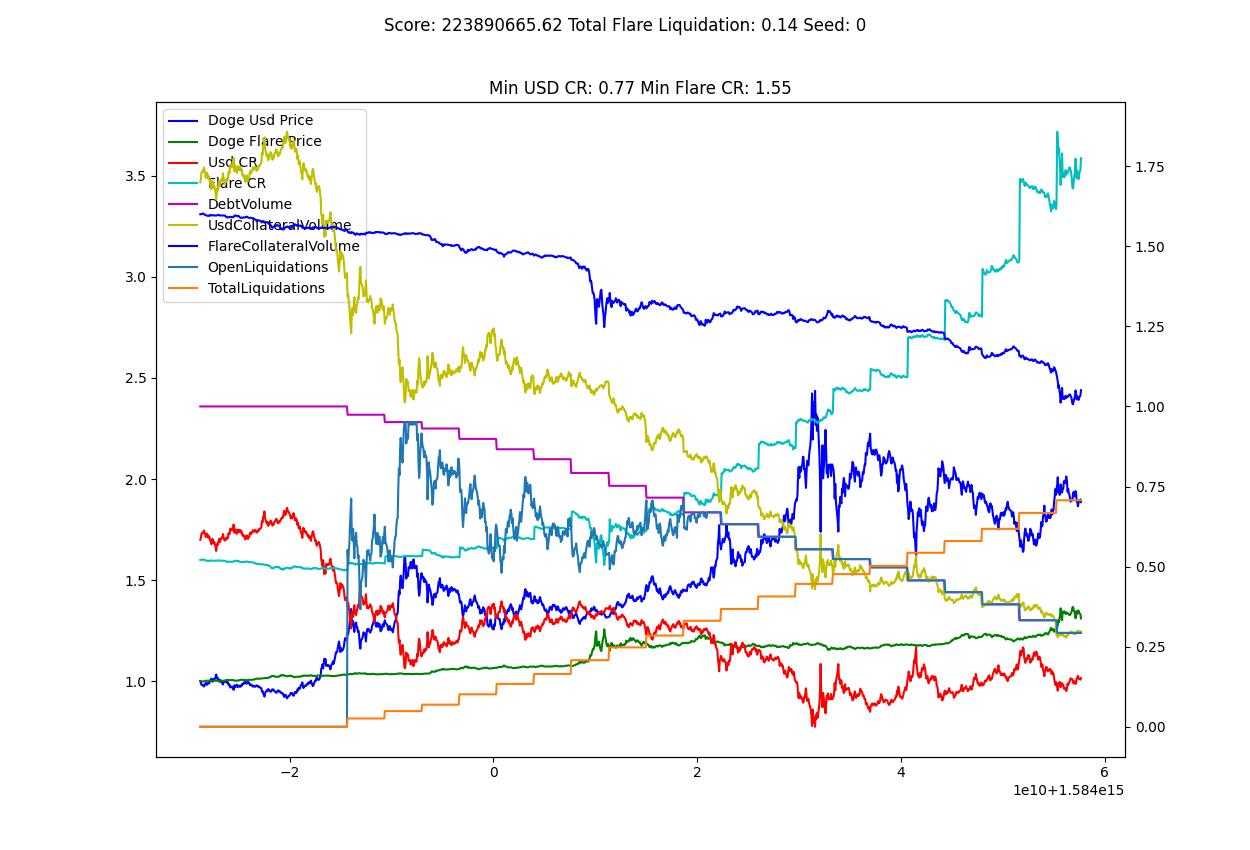 Score: 223890665.62 Total Flare Liquidation: 0.14 Seed: 0
Min USD CR: 0.77 Min Flare CR: 1.55
Doge Usd Price
Doge Flare Price
Usd CR
Flare CR
DebtVolume
UsdCollateralVolume
FlareCollateralVolume
OpenLiquidations
TotalLiquidations
3.5
3.0
2.5
2.0
1.5
1.0
1.75
1.50
1.25
1.00
0.75
0.50
0.25
0.00
−2
0
2
4
6
1e10+1.584e15